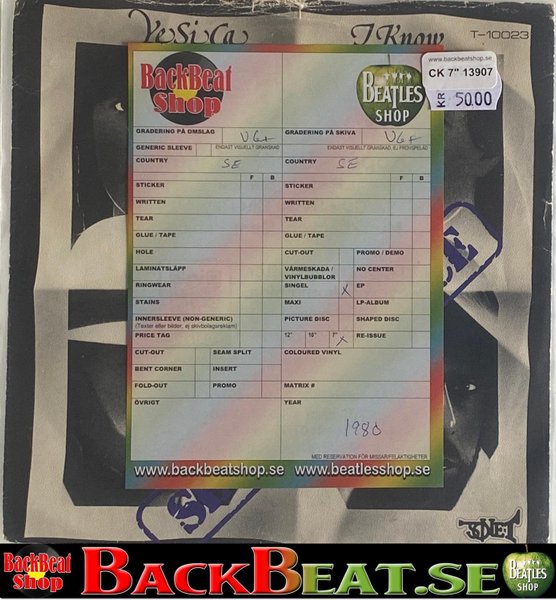 YeSiCa I Know T-10023
www.backbeatshop.se
CK 7" 13907
KR 50.00
BackBeat Shop
BEATLES SHOP
GRADERING PÅ OMSLAG VG+
GRADERING PÅ SKIVA VG+
GENERIC SLEEVE
ENDAST VISUELLT GRANSKAD
ENDAST VISUELLT GRANSKAD, EJ PROVSPELAD
COUNTRY SE
COUNTRY SE
F B
F B
STICKER
STICKER
WRITTEN
WRITTEN
TEAR
TEAR
GLUE / TAPE
GLUE / TAPE
HOLE
CUT-OUT
PROMO / DEMO
LAMINATSLÄPP
VÄRMESKADA / VINYLBUBBLOR
NO CENTER
RINGWEAR
SINGEL X
EP
STAINS
MAXI
LP-ALBUM
INNERSLEEVE (NON-GENERIC)
(Texter eller bilder, ej skivbolagsreklam)
PICTURE DISC
SHAPED DISC
PRICE TAG
12" 10" 7" X
RE-ISSUE
CUT-OUT
SEAM SPLIT
COLOURED VINYL
BENT CORNER
INSERT
FOLD-OUT
PROMO
MATRIX #
ÖVRIGT
YEAR
1980
MED RESERVATION FÖR MISSAR/FELAKTIGHETER
www.backbeatshop.se www.beatlesshop.se
BackBeat Shop
BACKBEAT.SE
BEATLES SHOP